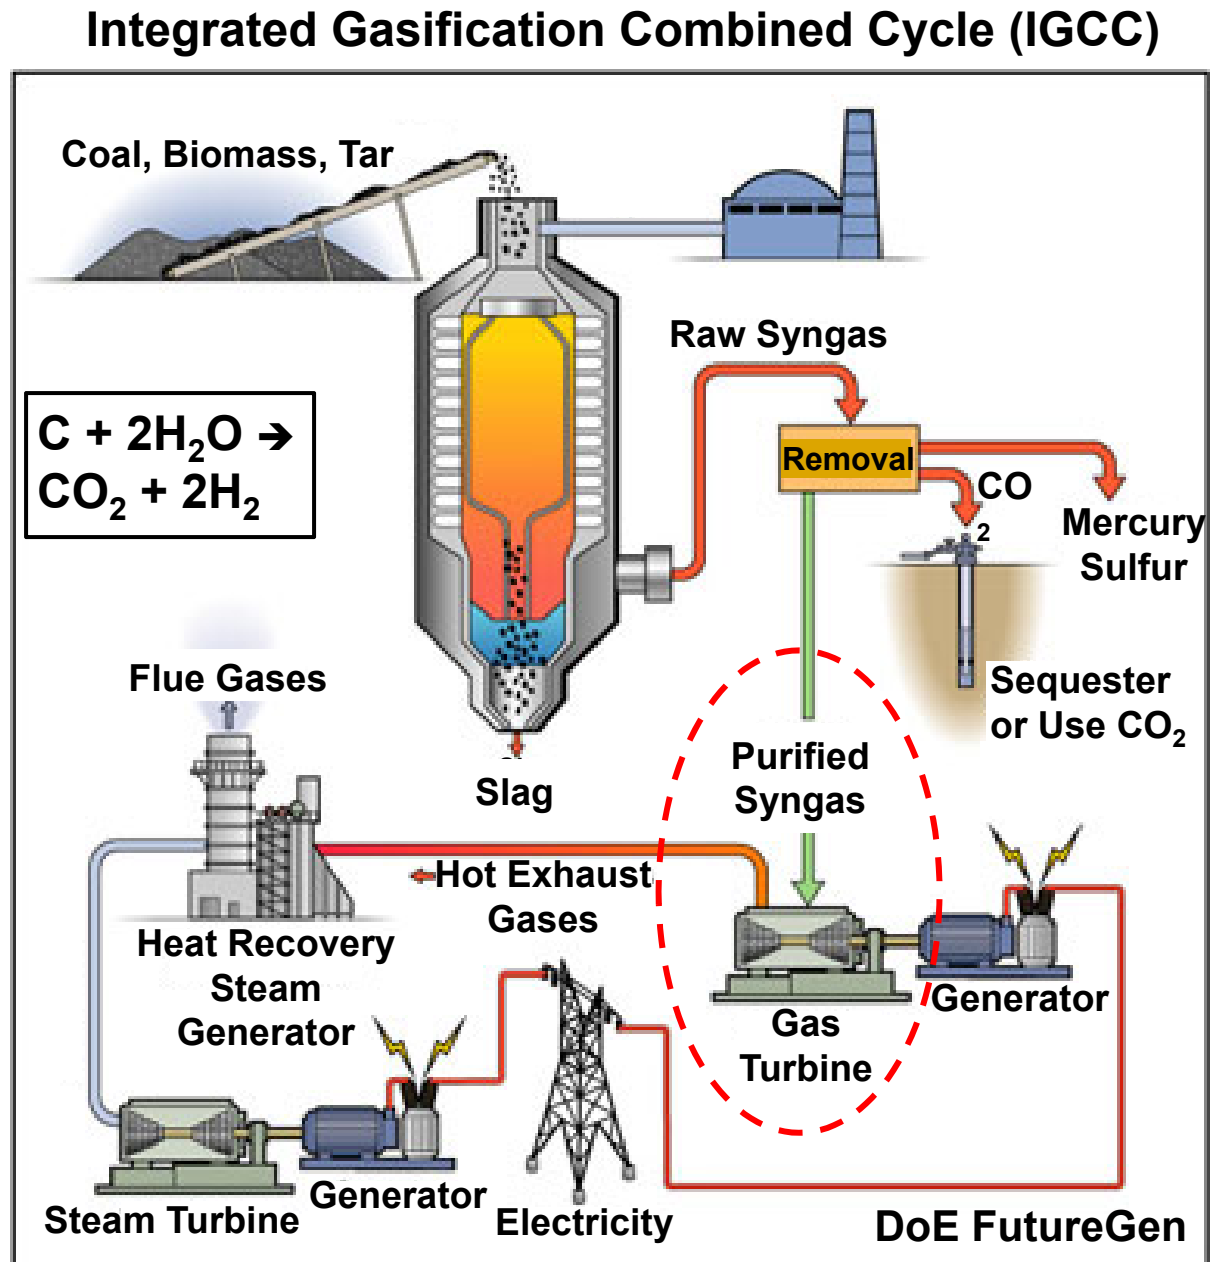 Integrated Gasification Combined Cycle (IGCC)
Coal, Biomass, Tar
Raw Syngas
C + 2H₂O ➔
CO₂ + 2H₂
Removal
CO
2
Mercury
Sulfur
Sequester
or Use CO₂
Flue Gases
Slag
Purified
Syngas
Hot Exhaust
Gases
Heat Recovery
Steam
Generator
Generator
Gas
Turbine
Generator
Steam Turbine
Electricity
DoE FutureGen